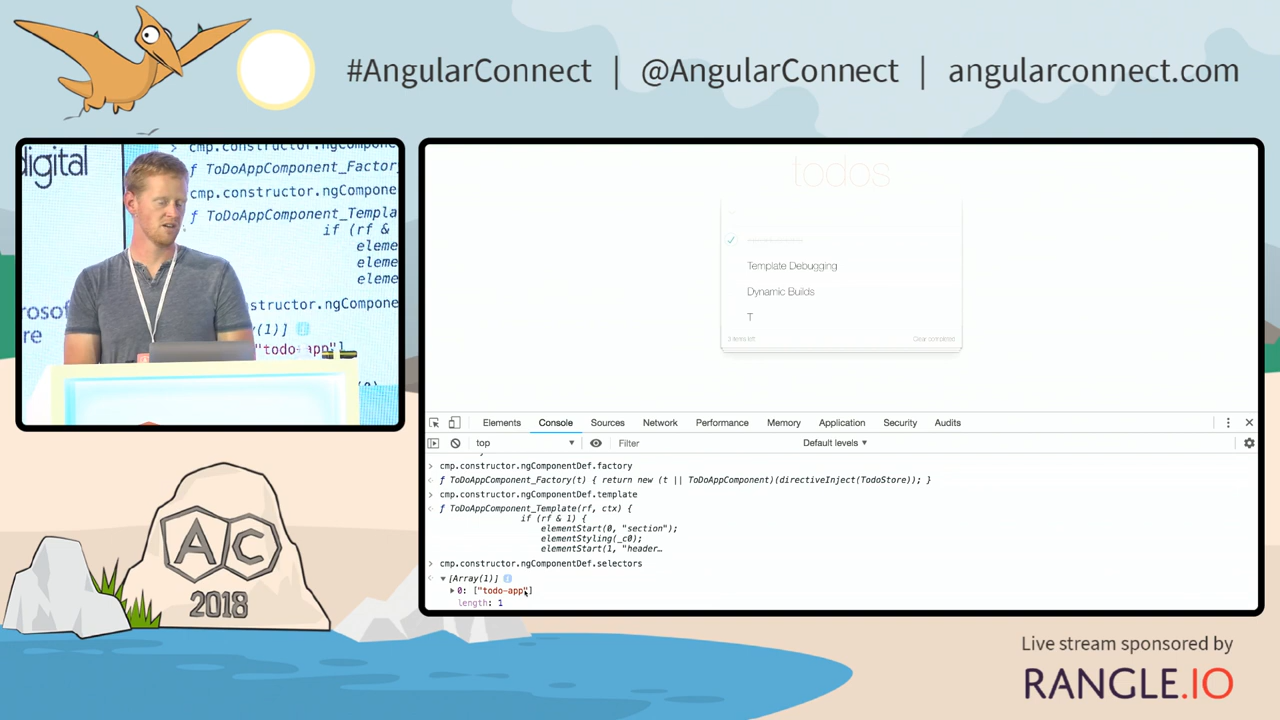 #AngularConnect | @AngularConnect | angularconnect.com
digital
cmp.constructor.ngCompone
f ToDoAppComponent_Factory
cmp.constructor.ngCompone
f ToDoAppComponent_Templa
if (rf &
eleme
eleme
eleme
nstructor.ngCompone
"todo-app"]
todos
Template Debugging
Dynamic Builds
T
Clear completed
Elements Console Sources Network Performance Memory Application Security Audits
top Filter Default levels
cmp.constructor.ngComponentDef.factory
f ToDoAppComponent_Factory(t) { return new (t || ToDoAppComponent)(directiveInject(TodoStore)); }
cmp.constructor.ngComponentDef.template
f ToDoAppComponent_Template(rf, ctx) {
if (rf & 1) {
elementStart(0, "section");
elementStyling(_c0);
elementStart(1, "header…
cmp.constructor.ngComponentDef.selectors
[Array(1)]
0: ["todo-app"]
length: 1
AC
2018
Live stream sponsored by
RANGLE.IO